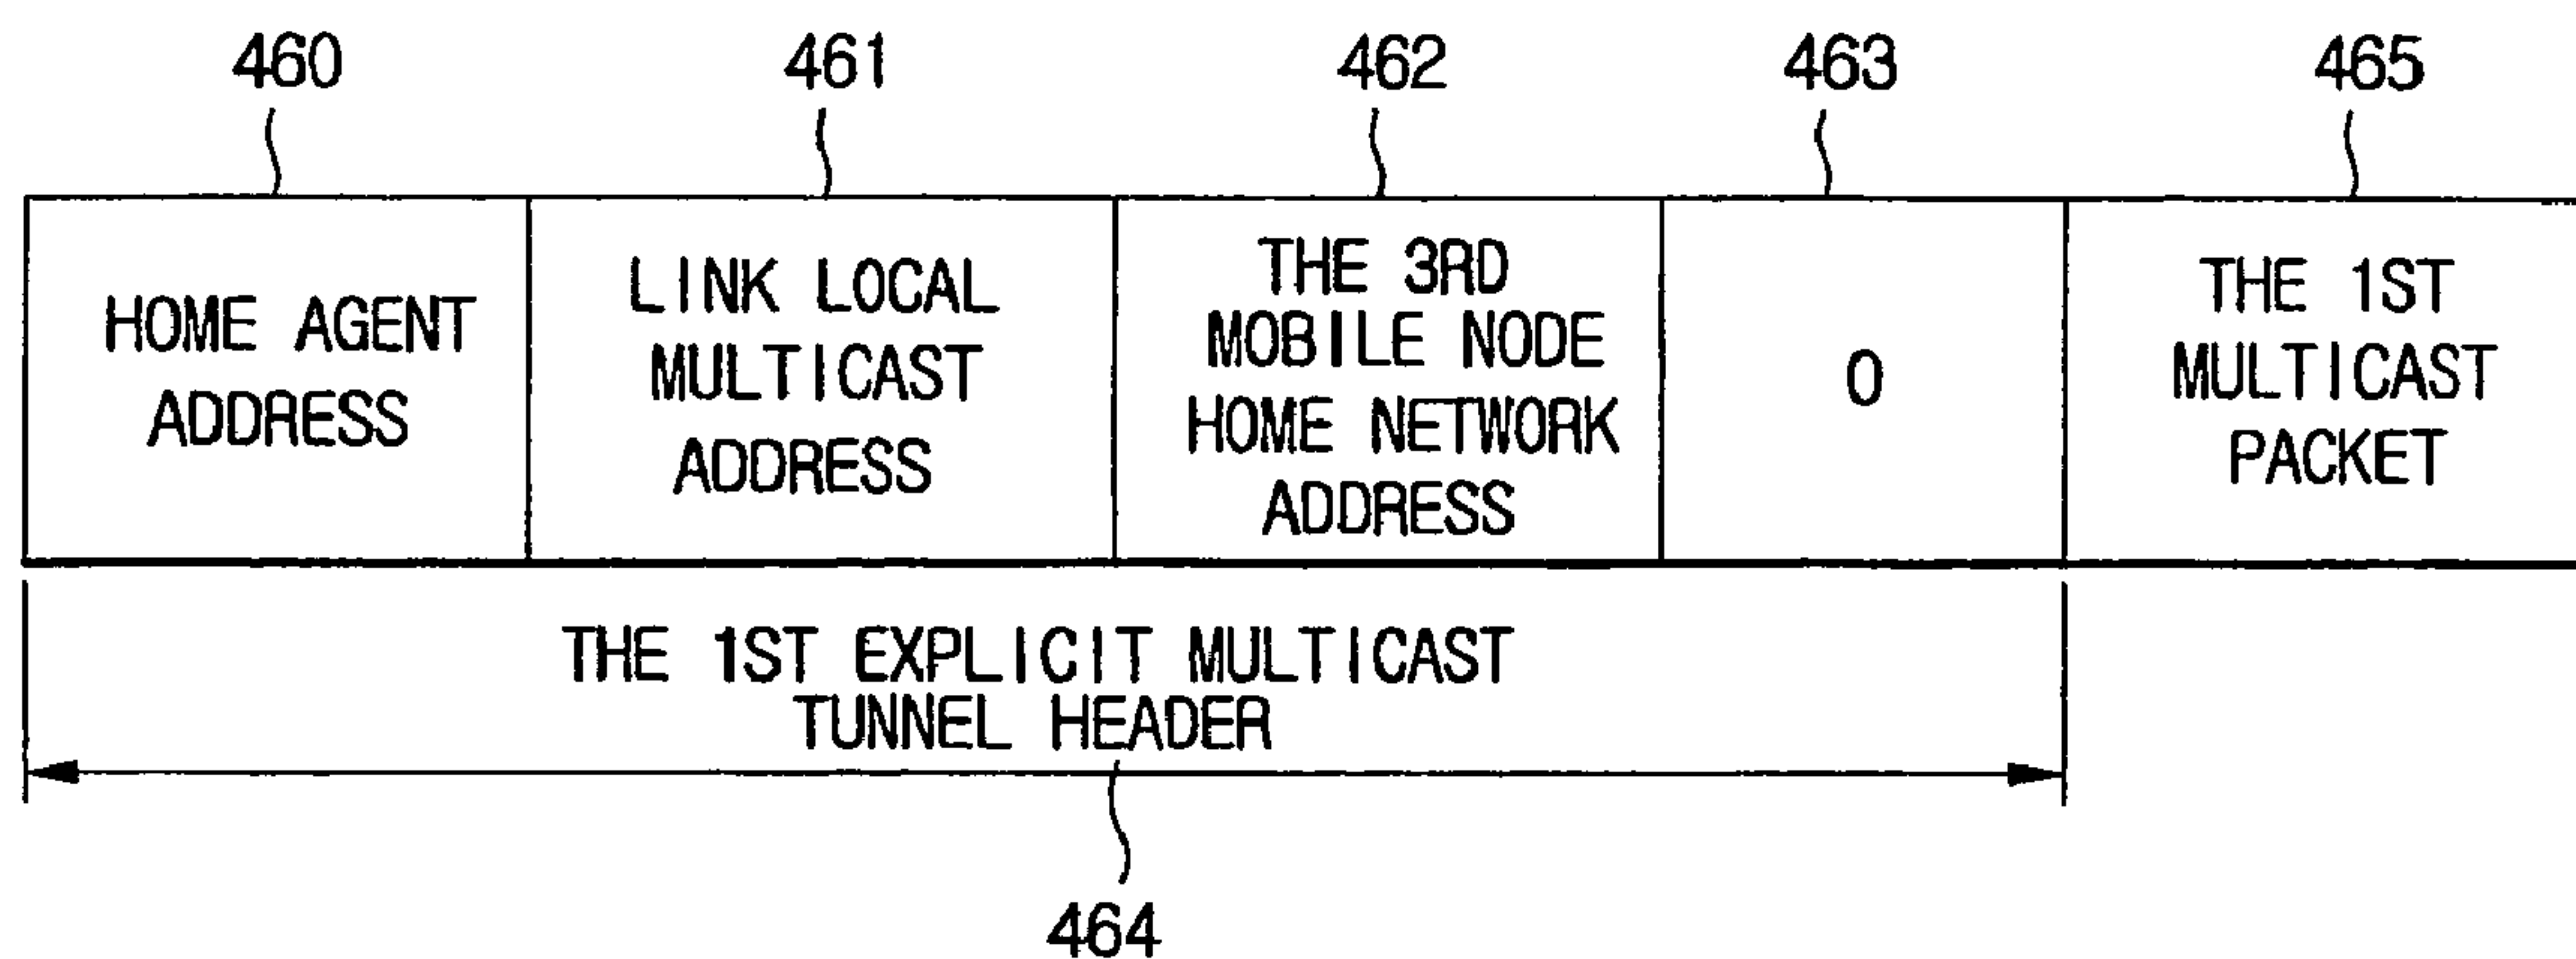 460
461
462
463
465
HOME AGENT
ADDRESS
LINK LOCAL
MULTICAST
ADDRESS
THE 3RD
MOBILE NODE
HOME NETWORK
ADDRESS
0
THE 1ST
MULTICAST
PACKET
THE 1ST EXPLICIT MULTICAST
TUNNEL HEADER
464